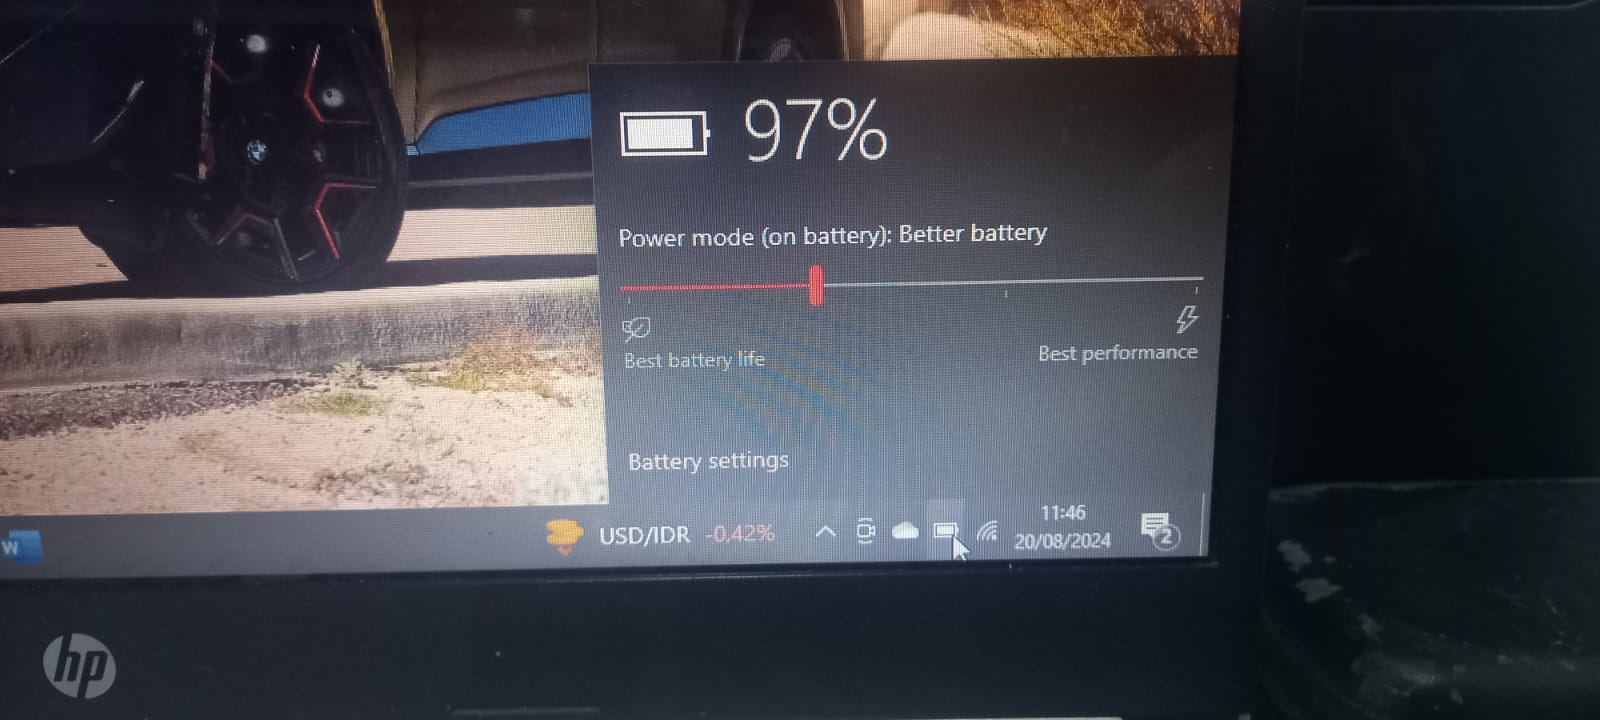 97%
Power mode (on battery): Better battery
Best battery life
Best performance
Battery settings
W
USD/IDR -0,42%
11:46
20/08/2024
2
hp